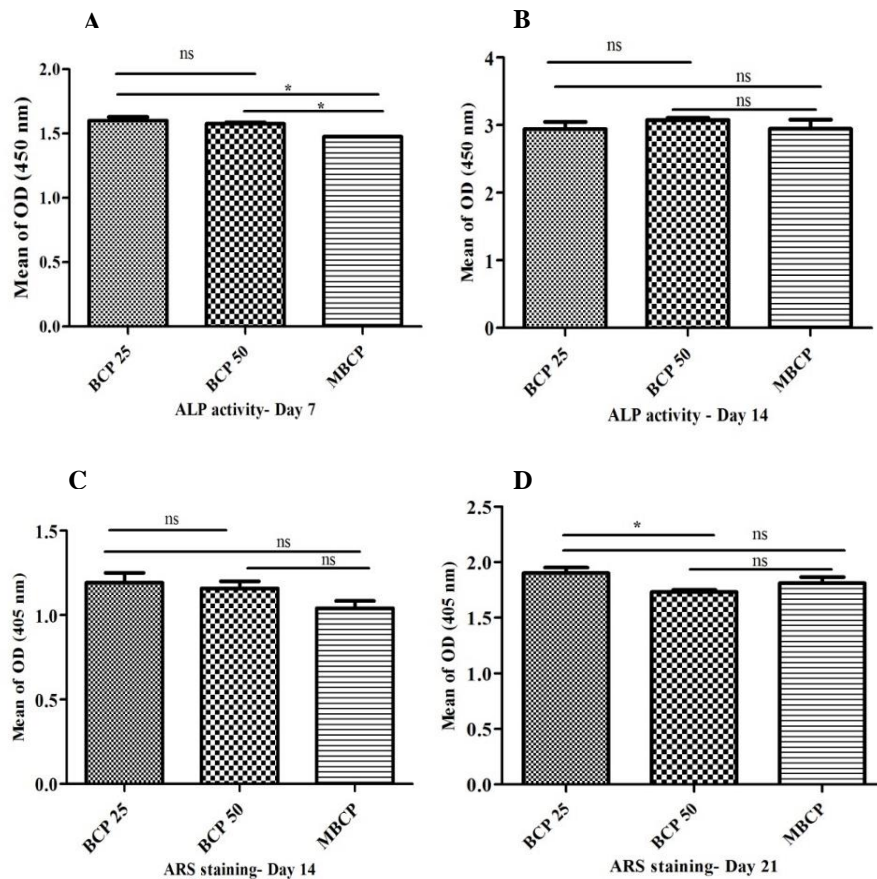 A
ns
*
*
2.0
1.5
1.0
0.5
0.0
Mean of OD (450 nm)
BCP 25
BCP 50
MBCP
ALP activity- Day 7
B
ns
ns
ns
4
3
2
1
0
Mean of OD (450 nm)
BCP 25
BCP 50
MBCP
ALP activity - Day 14
C
ns
ns
ns
1.5
1.0
0.5
0.0
Mean of OD (405 nm)
BCP 25
BCP 50
MBCP
ARS staining- Day 14
D
*
ns
ns
2.5
2.0
1.5
1.0
0.5
0.0
Mean of OD (405 nm)
BCP 25
BCP 50
MBCP
ARS staining- Day 21